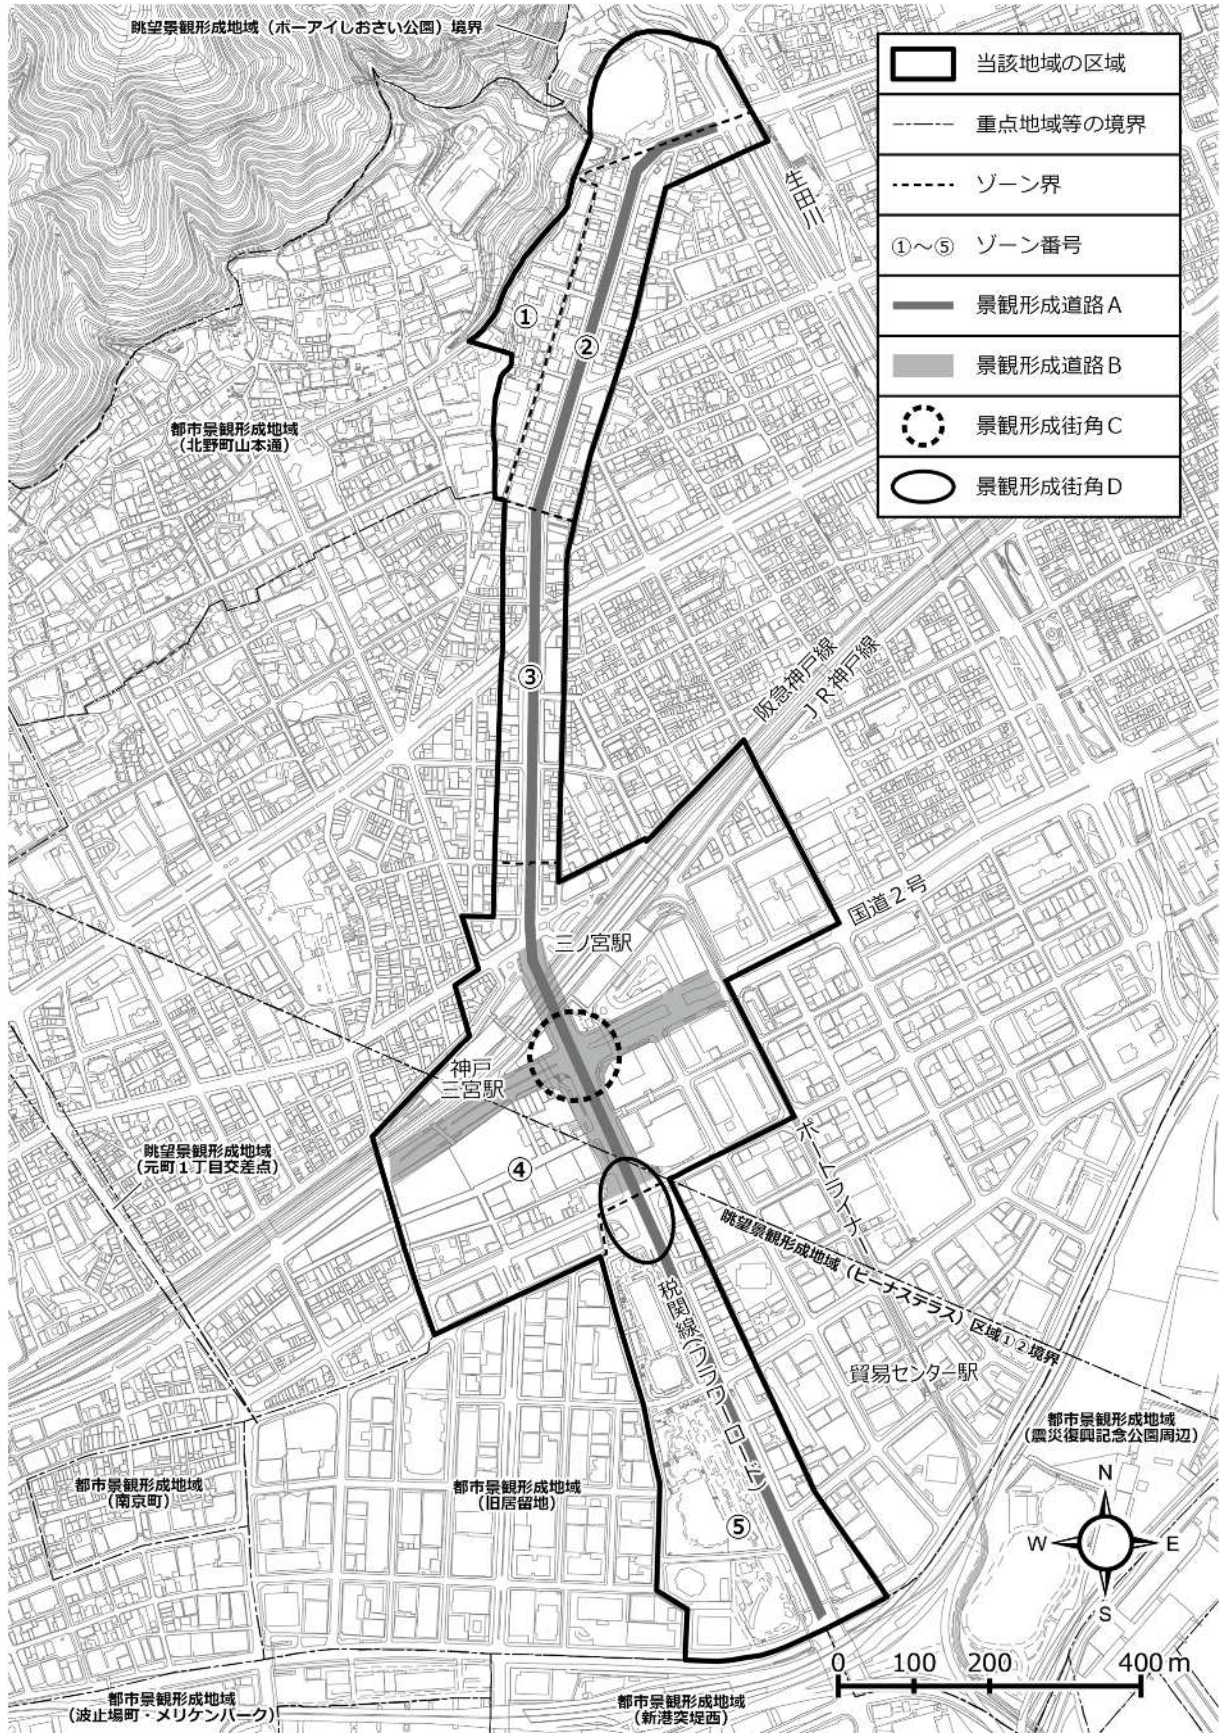 眺望景観形成地域（ポーアイしおさい公園）境界
当該地域の区域
重点地域等の境界
ゾーン界
①～⑤ ゾーン番号
景観形成道路A
景観形成道路B
景観形成街角C
景観形成街角D
生田川
①
②
都市景観形成地域
（北野町山本通）
③
阪急神戸線
ＪＲ神戸線
国道２号
三ノ宮駅
神戸
三宮駅
眺望景観形成地域
（元町１丁目交差点）
④
ポートライナー
眺望景観形成地域（ビーナステラス）区域①②境界
税関線(フラワーロード)
貿易センター駅
都市景観形成地域
（震災復興記念公園周辺）
都市景観形成地域
（南京町）
都市景観形成地域
（旧居留地）
⑤
N
W
E
S
0 100 200 400m
都市景観形成地域
（波止場町・メリケンパーク）
都市景観形成地域
（新港突堤西）